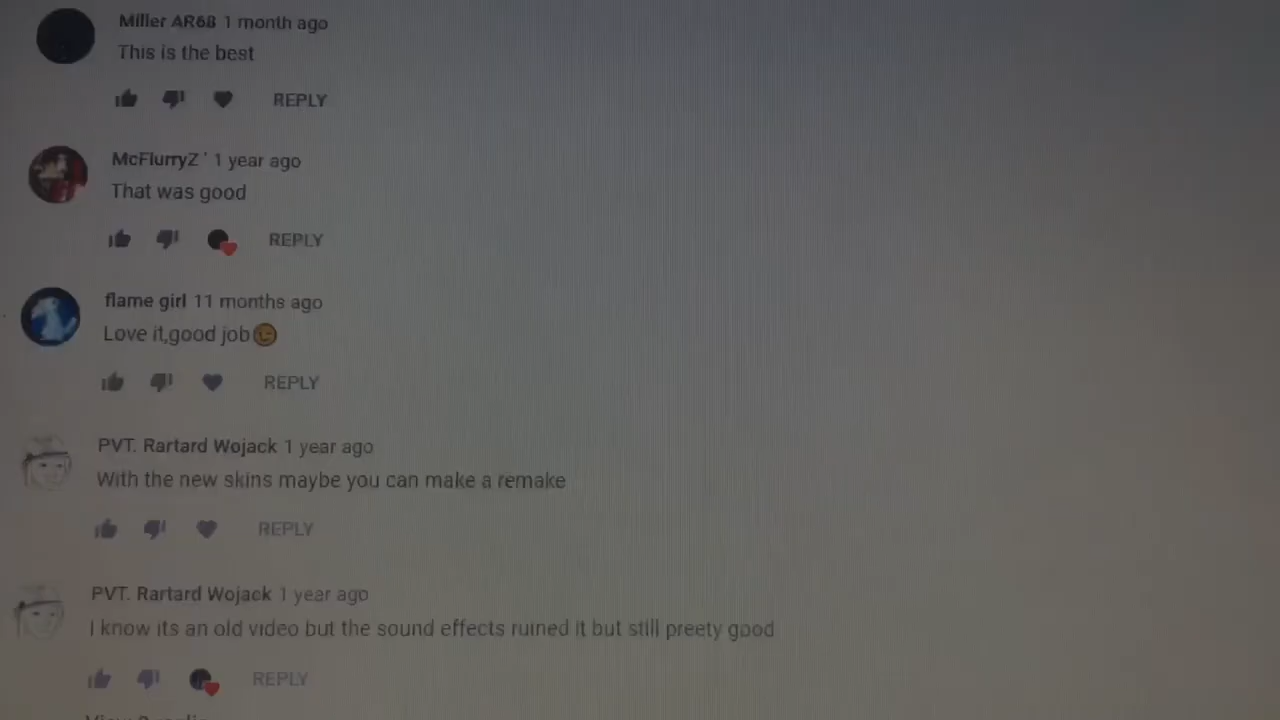 Miller AR68 1 month ago
This is the best
REPLY
McFlurryZ ' 1 year ago
That was good
REPLY
flame girl 11 months ago
Love it,good job😉
REPLY
PVT. Rartard Wojack 1 year ago
With the new skins maybe you can make a remake
REPLY
PVT. Rartard Wojack 1 year ago
I know its an old video but the sound effects ruined it but still preety good
REPLY